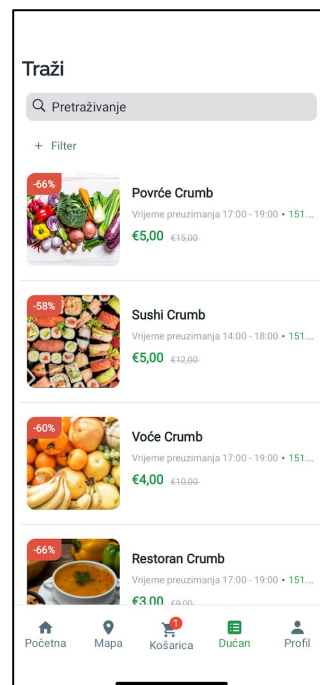 Traži
Pretraživanje
+ Filter
-66%
Povrće Crumb
Vrijeme preuzimanja 17:00 - 19:00 • 151....
€5,00 €15,00
-58%
Sushi Crumb
Vrijeme preuzimanja 14:00 - 18:00 • 151....
€5,00 €12,00
-60%
Voće Crumb
Vrijeme preuzimanja 17:00 - 19:00 • 151....
€4,00 €10,00
-66%
Restoran Crumb
Vrijeme preuzimanja 17:00 - 19:00 • 151....
€3,00 €9,00
1
Početna Mapa Košarica Dućan Profil